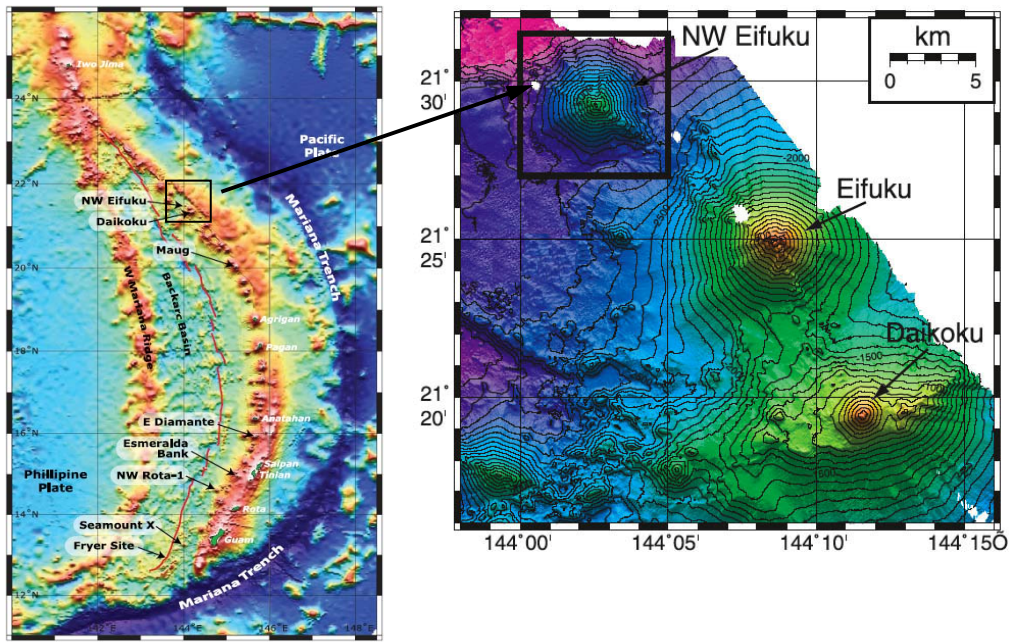 Iwo Jima
24°N
Pacific
Plate
22°N
NW Eifuku
Daikoku
Mariana Trench
Maug
20°N
W Mariana Ridge
Backarc Basin
Agrigan
Pagan
18°N
Anatahan
E Diamante
16°N
Esmeralda
Bank
Saipan
Tinian
NW Rota-1
Phillipine
Plate
Rota
14°N
Seamount X
Guam
Fryer Site
Mariana Trench
12°N
142°E
144°E
146°E
148°E
NW Eifuku
km
0
5
21°
30'
-2000
-2500
Eifuku
21°
25'
Daikoku
-1500
-1000
21°
20'
144°00'
144°05'
144°10'
144°15'